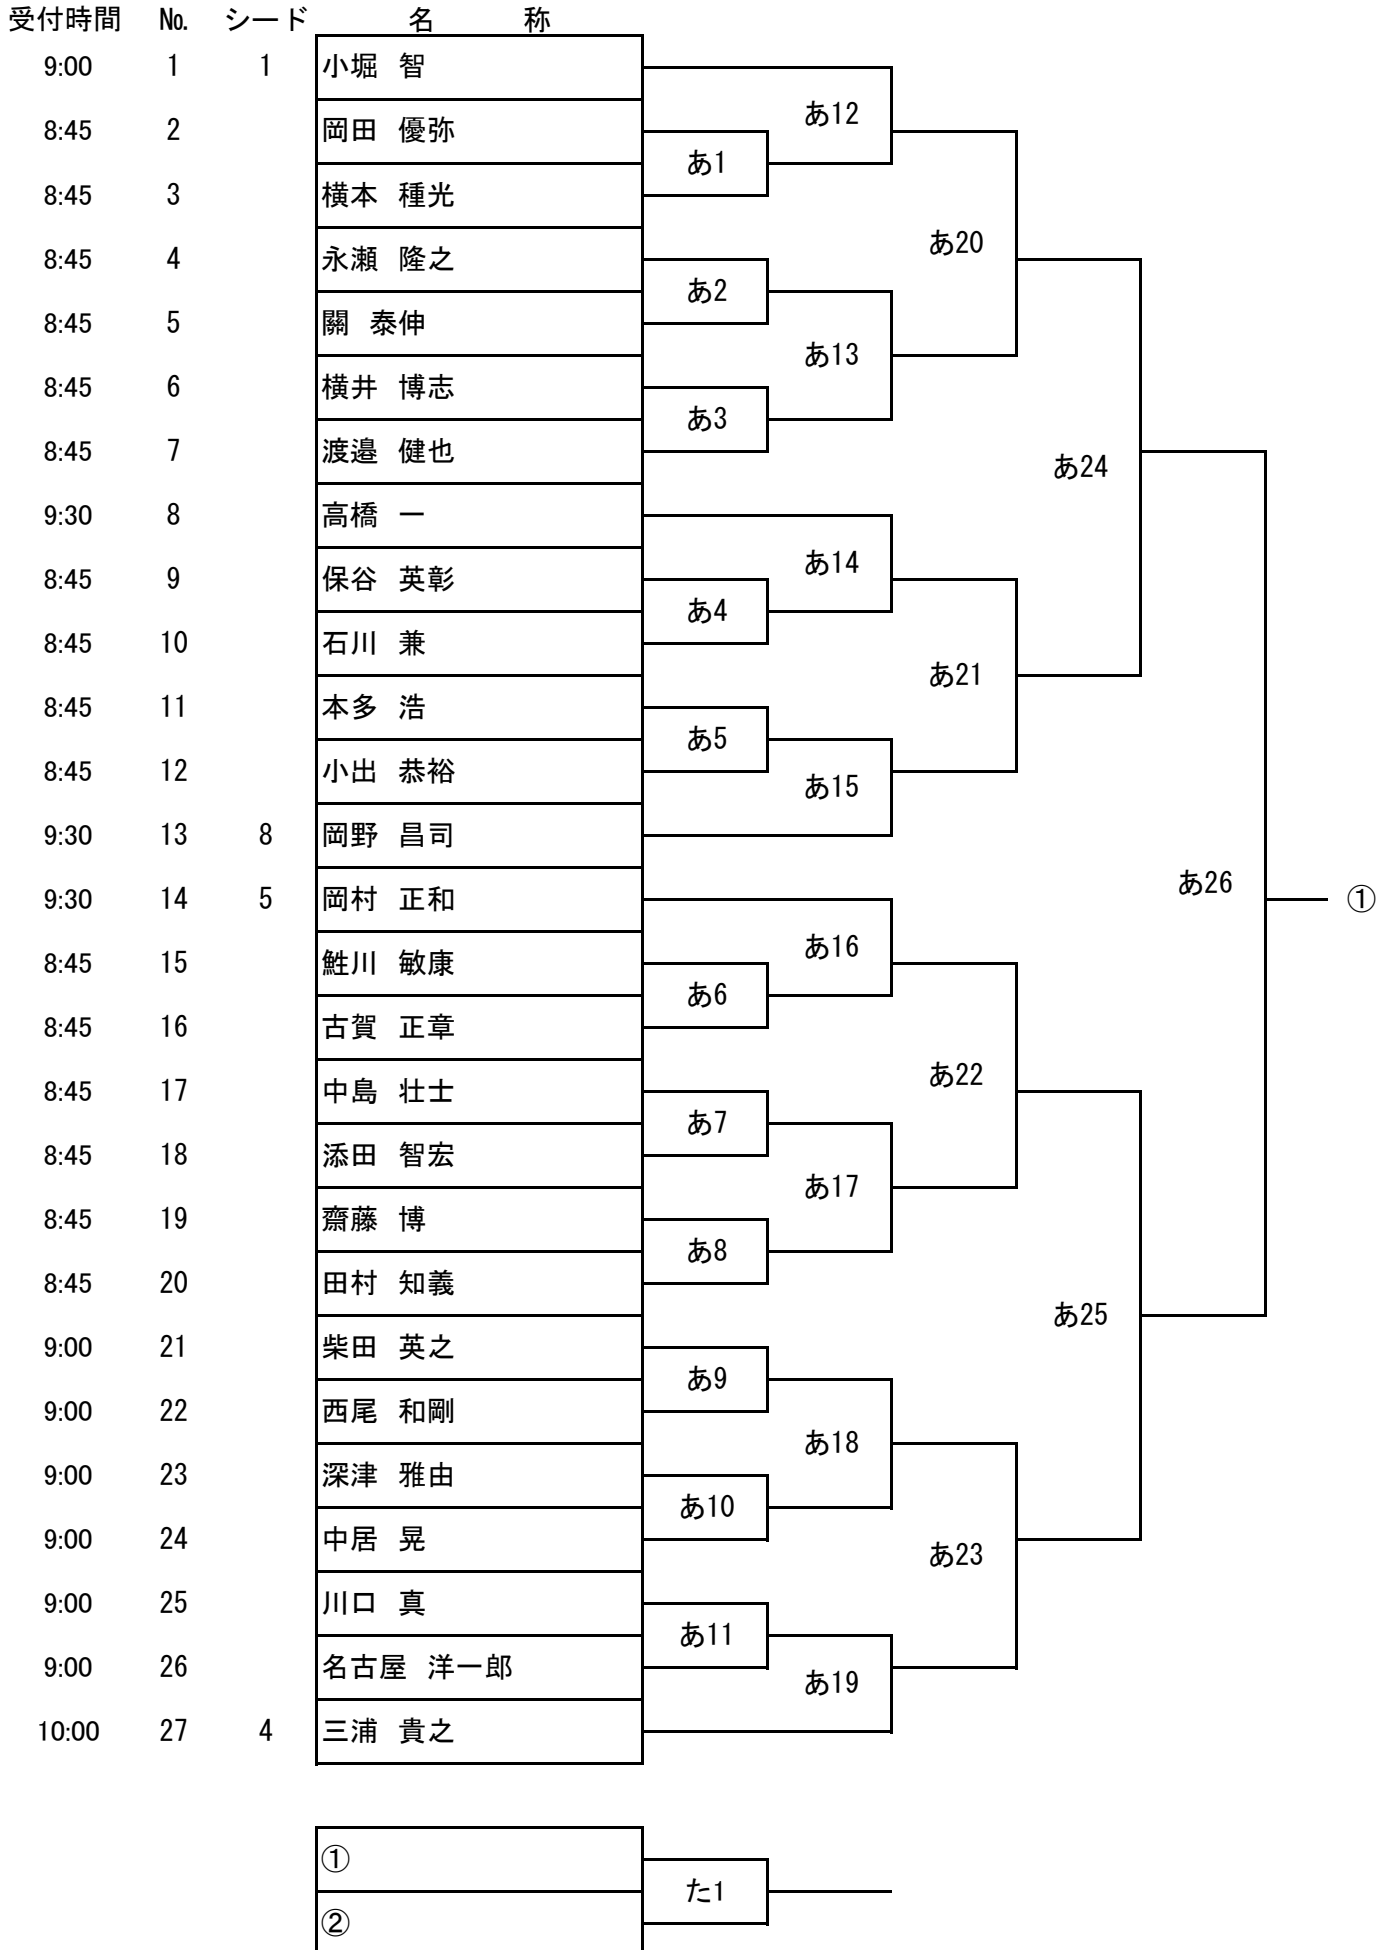 受付時間 № シード 名 称
9:00 1 1 小堀 智
あ12
8:45 2 岡田 優弥
あ1
8:45 3 横本 種光
あ20
8:45 4 永瀬 隆之
あ2
8:45 5 關 泰伸
あ13
8:45 6 横井 博志
あ3
8:45 7 渡邉 健也
あ24
9:30 8 高橋 一
あ14
8:45 9 保谷 英彰
あ4
8:45 10 石川 兼
あ21
8:45 11 本多 浩
あ5
8:45 12 小出 恭裕
あ15
9:30 13 8 岡野 昌司
あ26
9:30 14 5 岡村 正和
①
あ16
8:45 15 鮏川 敏康
あ6
8:45 16 古賀 正章
あ22
8:45 17 中島 壮士
あ7
8:45 18 添田 智宏
あ17
8:45 19 齋藤 博
あ8
8:45 20 田村 知義
あ25
9:00 21 柴田 英之
あ9
9:00 22 西尾 和剛
あ18
9:00 23 深津 雅由
あ10
9:00 24 中居 晃
あ23
9:00 25 川口 真
あ11
9:00 26 名古屋 洋一郎
あ19
10:00 27 4 三浦 貴之
①
た1
②